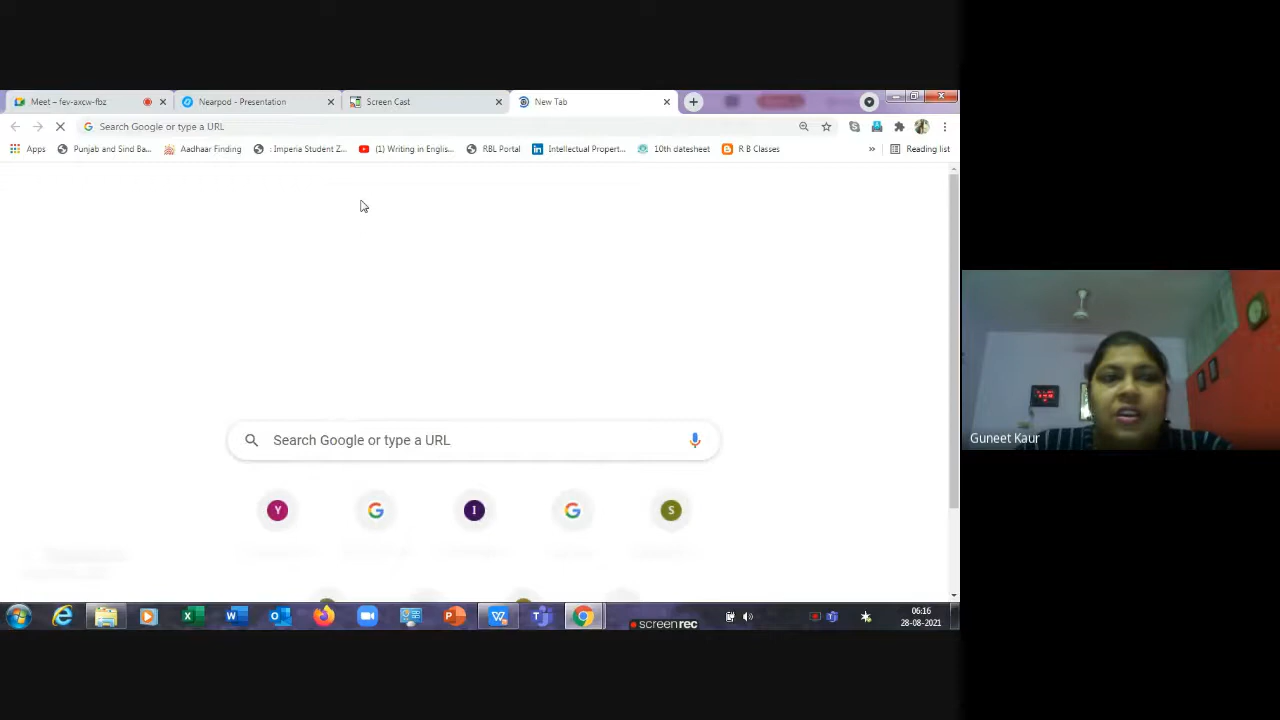 Meet – fev-axcw-fbz
Nearpod - Presentation
Screen Cast
New Tab
Search Google or type a URL
Apps
Punjab and Sind Ba...
Aadhaar Finding
: Imperia Student Z...
(1) Writing in Englis...
RBL Portal
Intellectual Propert...
10th datesheet
R B Classes
»
Reading list
Search Google or type a URL
Y
G
I
G
S
Guneet Kaur
screenrec
06:16
28-08-2021